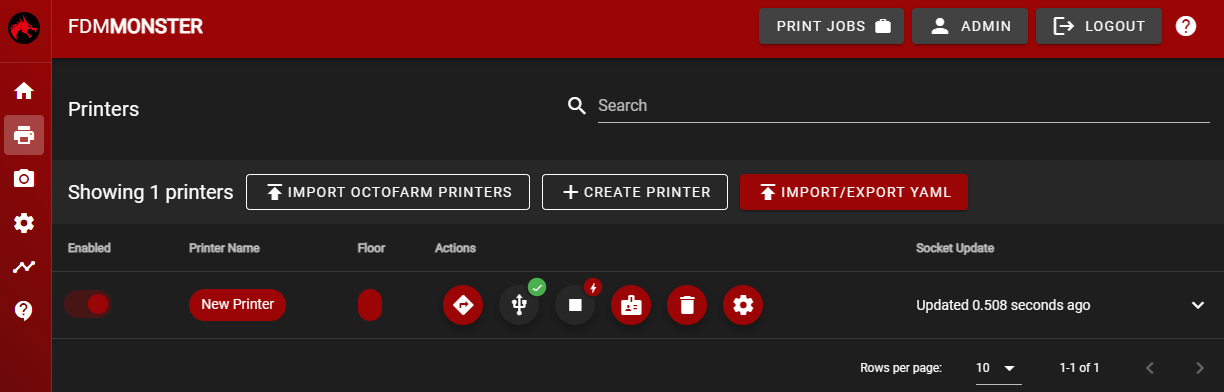 FDMMONSTER
PRINT JOBS
ADMIN
LOGOUT
Printers
Search
Showing 1 printers
IMPORT OCTOFARM PRINTERS
CREATE PRINTER
IMPORT/EXPORT YAML
Enabled Printer Name Floor Actions Socket Update
New Printer
Updated 0.508 seconds ago
Rows per page: 10 1-1 of 1